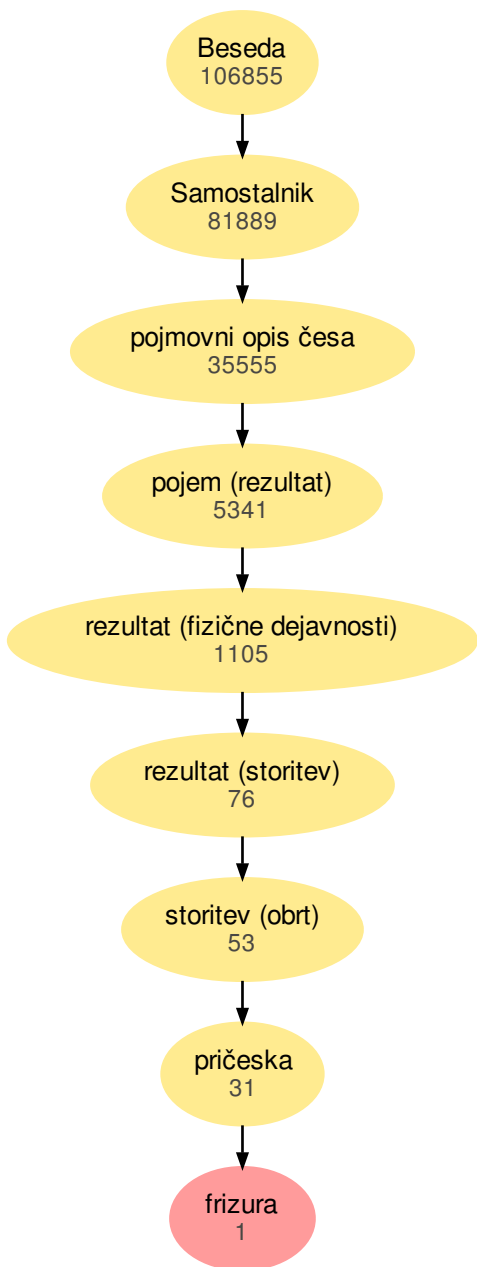 Beseda
106855
Samostalnik
81889
pojmovni opis česa
35555
pojem (rezultat)
5341
rezultat (fizične dejavnosti)
1105
rezultat (storitev)
76
storitev (obrt)
53
pričeska
31
frizura
1